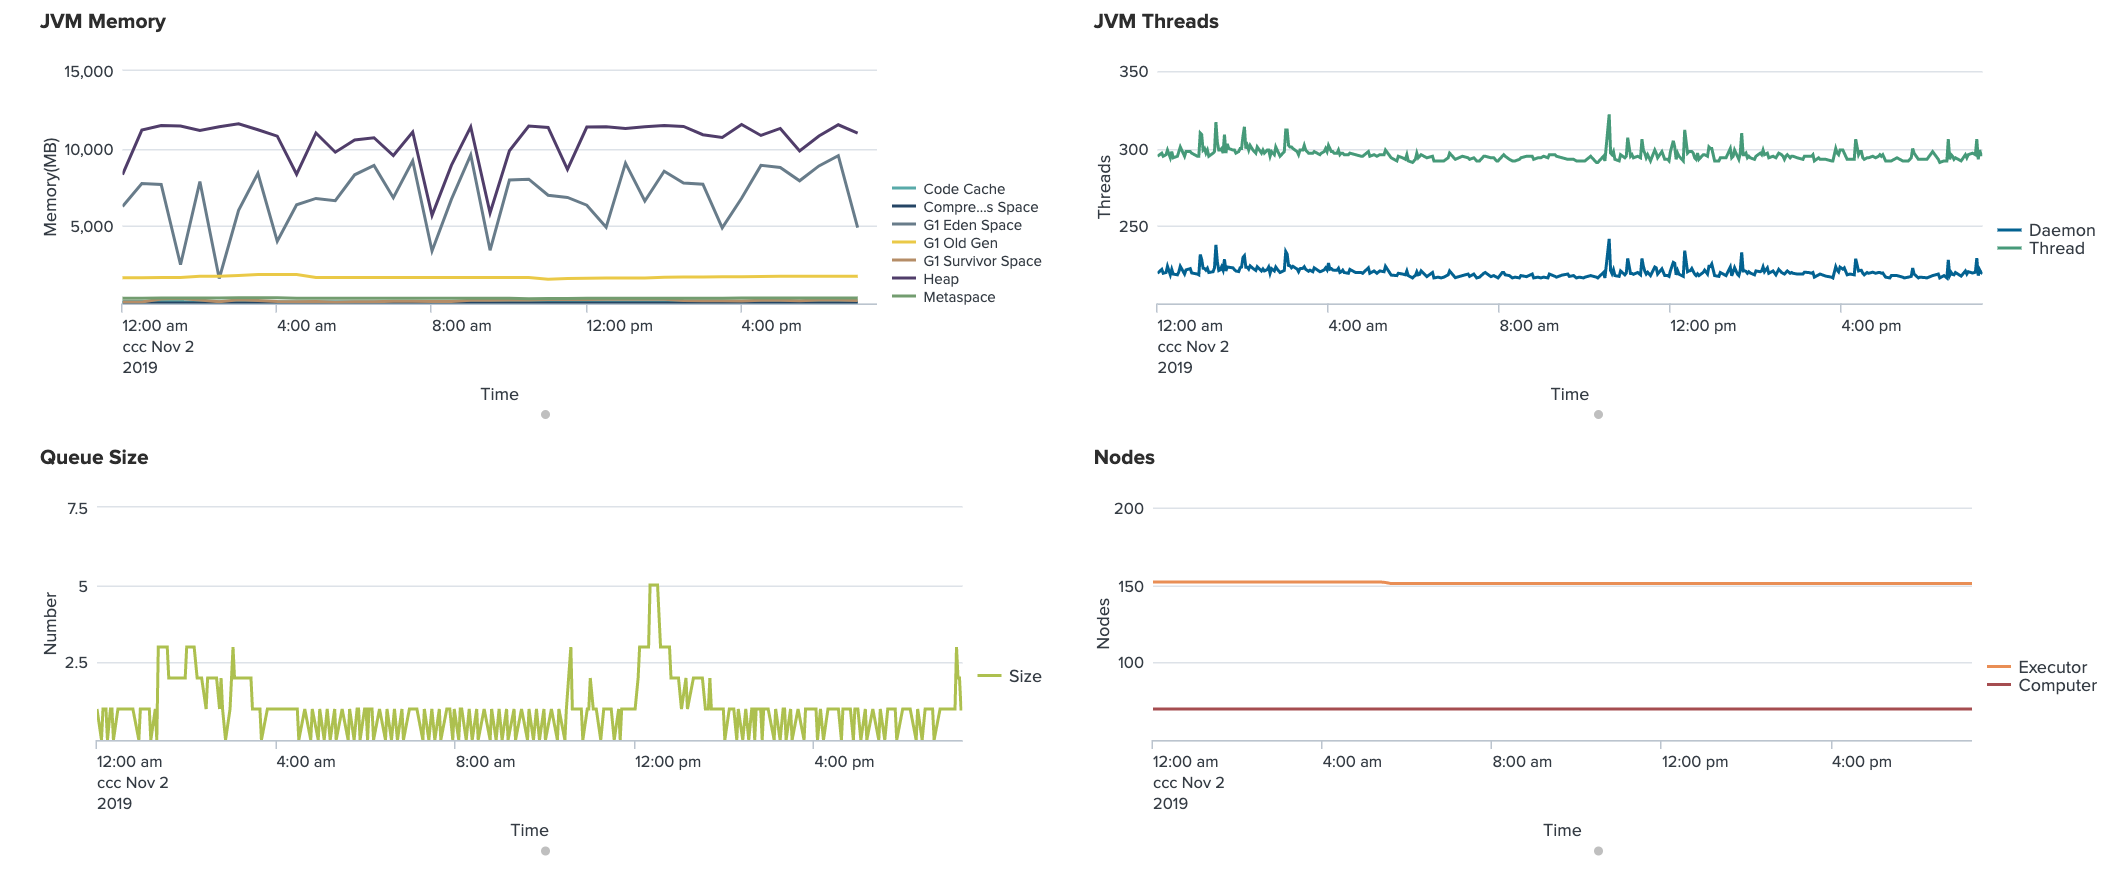 JVM Memory
15,000
10,000
5,000
Memory(MB)
12:00 am
ccc Nov 2
2019
4:00 am
8:00 am
12:00 pm
4:00 pm
Time
Code Cache
Compre...s Space
G1 Eden Space
G1 Old Gen
G1 Survivor Space
Heap
Metaspace
JVM Threads
350
300
250
Threads
12:00 am
ccc Nov 2
2019
4:00 am
8:00 am
12:00 pm
4:00 pm
Time
Daemon
Thread
Queue Size
7.5
5
2.5
Number
12:00 am
ccc Nov 2
2019
4:00 am
8:00 am
12:00 pm
4:00 pm
Time
Size
Nodes
200
150
100
Nodes
12:00 am
ccc Nov 2
2019
4:00 am
8:00 am
12:00 pm
4:00 pm
Time
Executor
Computer